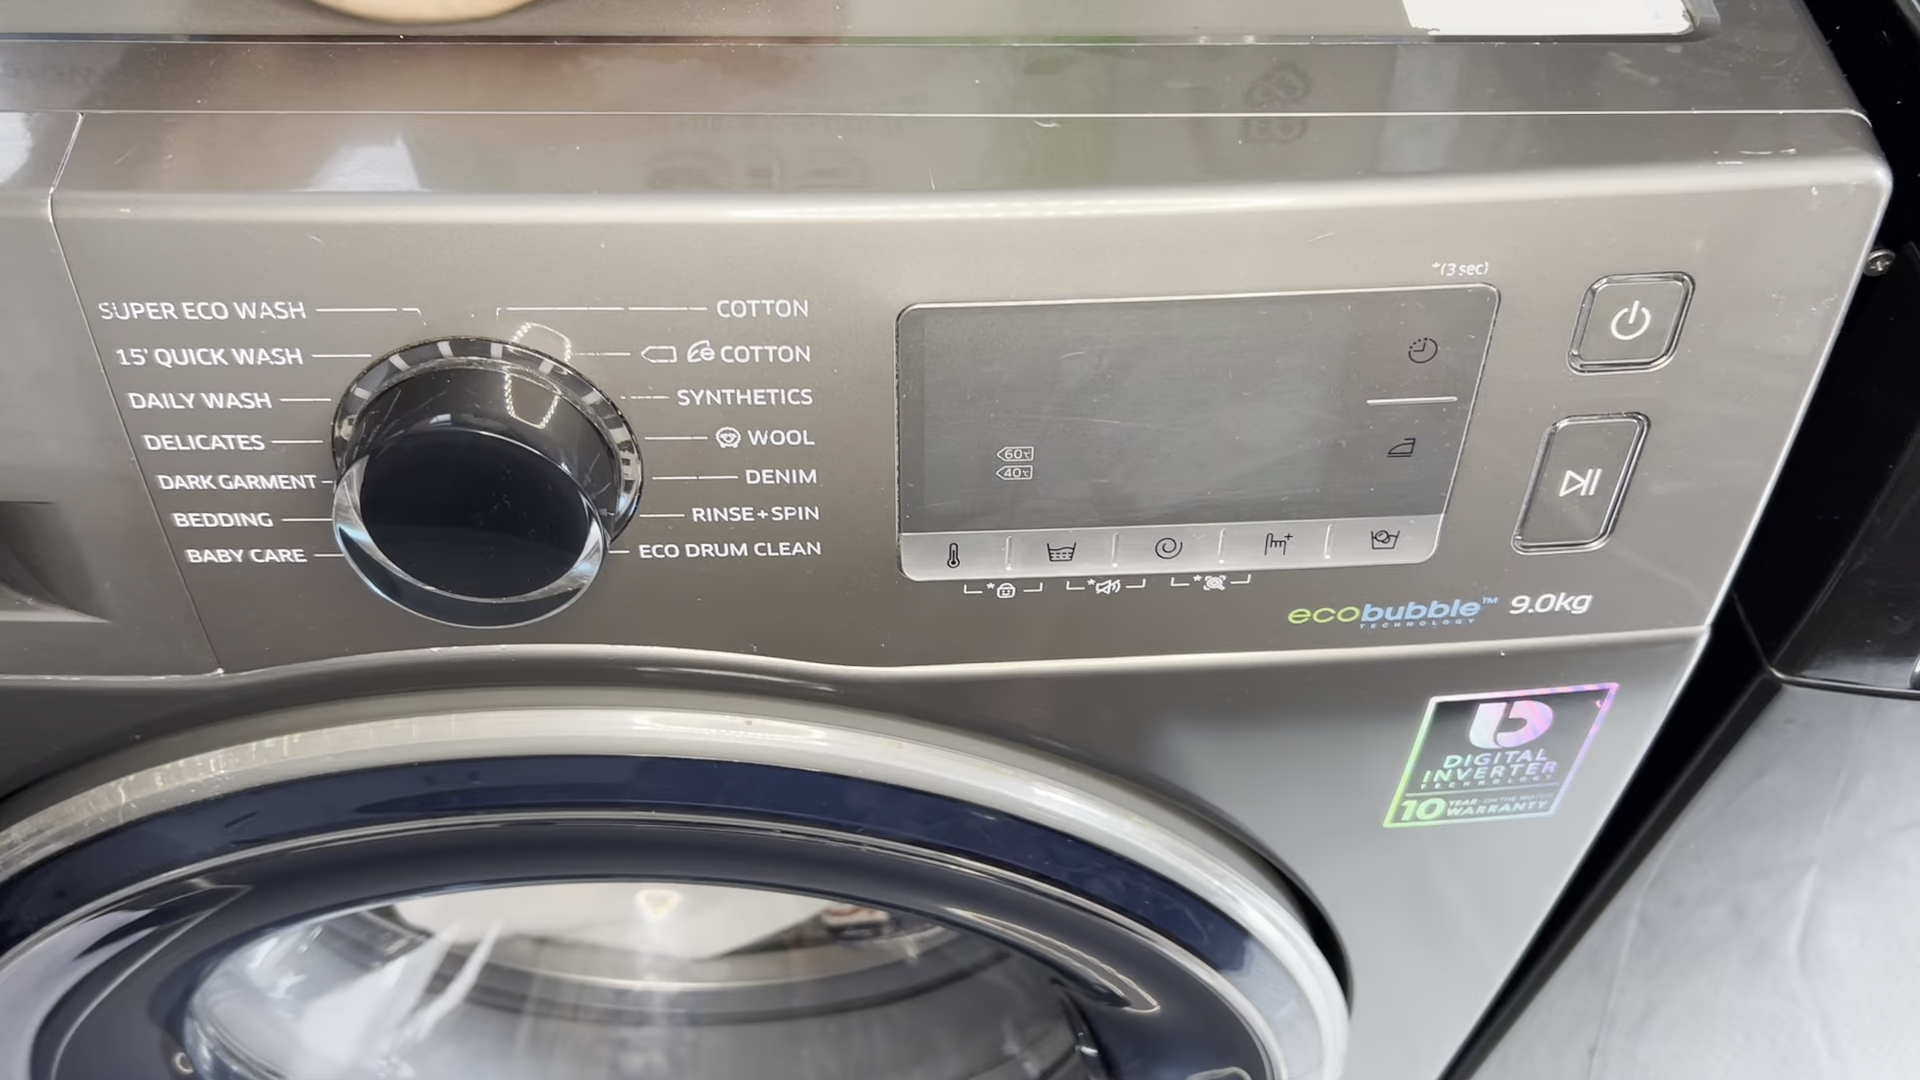 *(3 sec)
SUPER ECO WASH
15' QUICK WASH
DAILY WASH
DELICATES
DARK GARMENT
BEDDING
BABY CARE
COTTON
e COTTON
SYNTHETICS
WOOL
DENIM
RINSE+SPIN
ECO DRUM CLEAN
60℃
40℃
*
*
*
ecobubble™ 9.0kg
TECHNOLOGY
DIGITAL
INVERTER
TECHNOLOGY
10 YEAR ON THE MOTOR
WARRANTY